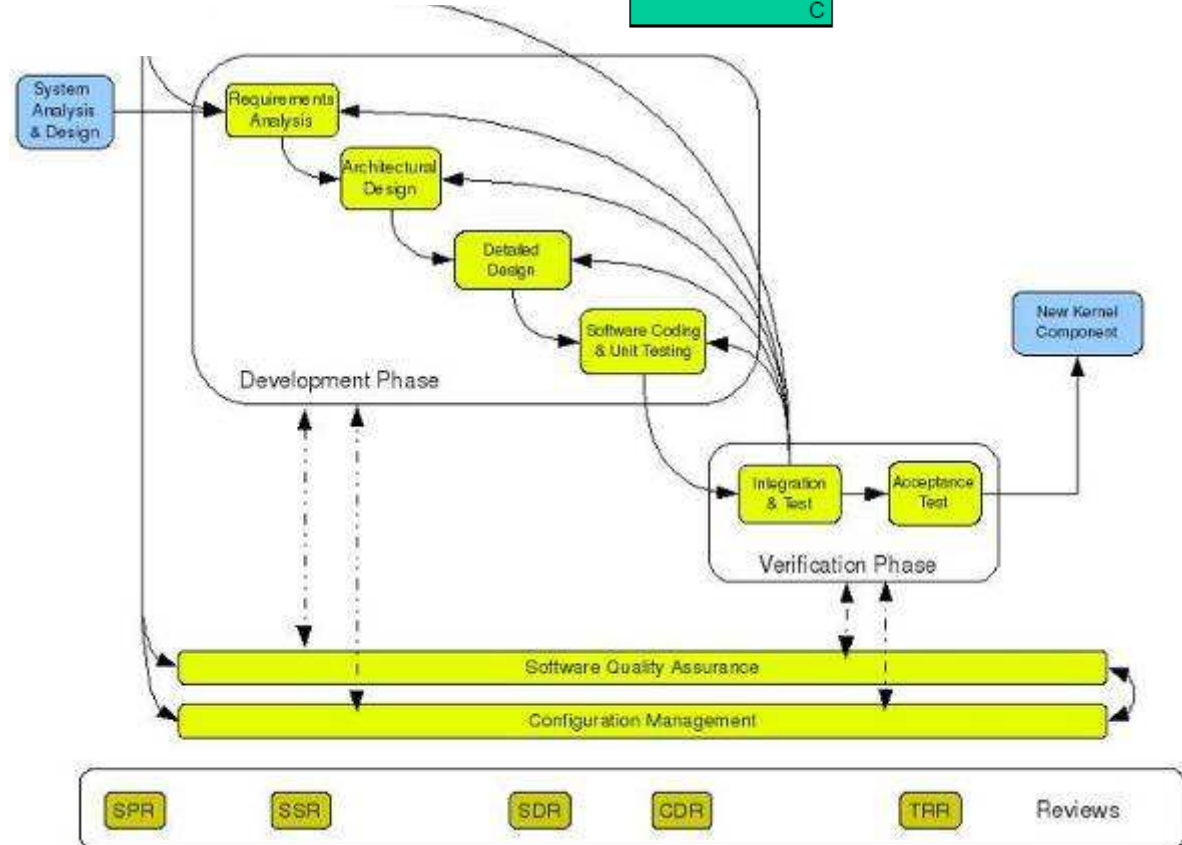 C
System
Analysis
& Design
Requirements
Analysis
Architectural
Design
Detailed
Design
Software Coding
& Unit Testing
Development Phase
New Kernel
Component
Integration
& Test
Acceptance
Test
Verification Phase
Software Quality Assurance
Configuration Management
SPR
SSR
SDR
CDR
TRR
Reviews